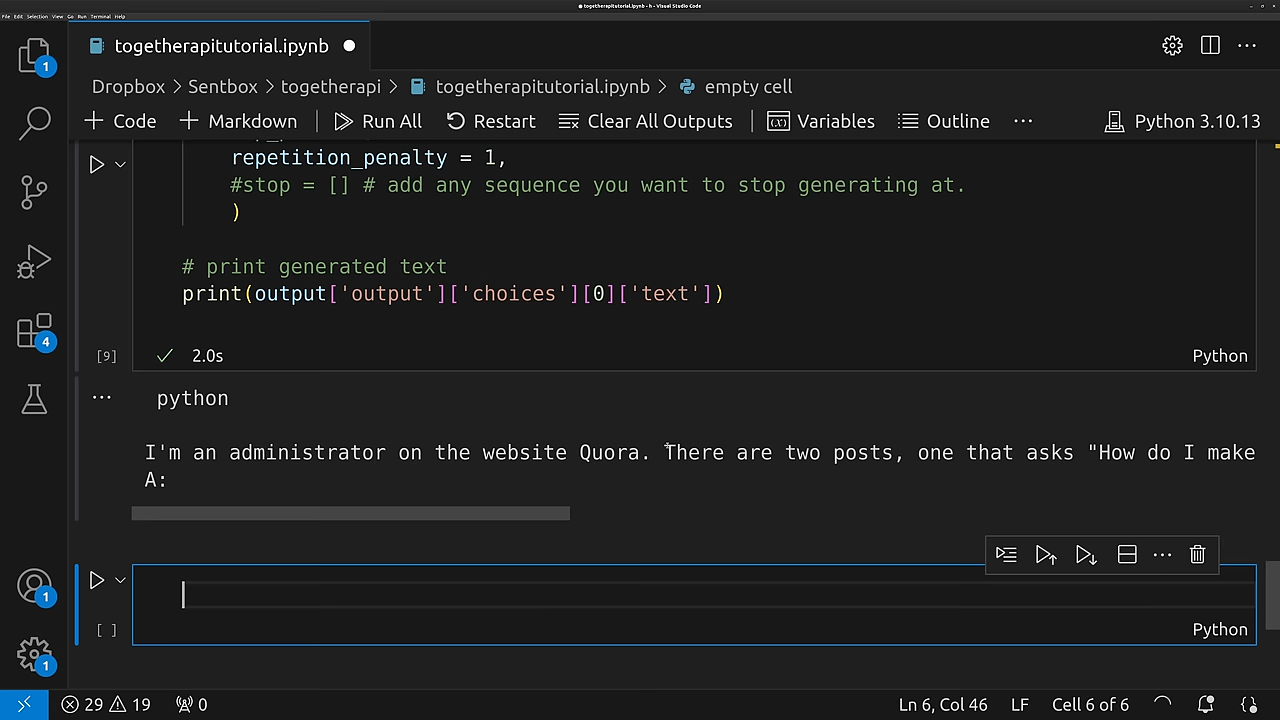 ● togetherapitutorial.ipynb - h - Visual Studio Code
File Edit Selection View Go Run Terminal Help
togetherapitutorial.ipynb ●
Dropbox > Sentbox > togetherapi > togetherapitutorial.ipynb > empty cell
+ Code + Markdown | Run All Restart Clear All Outputs | Variables Outline ··· Python 3.10.13
repetition_penalty = 1,
#stop = [] # add any sequence you want to stop generating at.
)
# print generated text
print(output['output']['choices'][0]['text'])
[9] ✓ 2.0s Python
··· python
I'm an administrator on the website Quora. There are two posts, one that asks "How do I make
A:
[ ] Python
1
4
1
1
29 19 0 Ln 6, Col 46 LF Cell 6 of 6